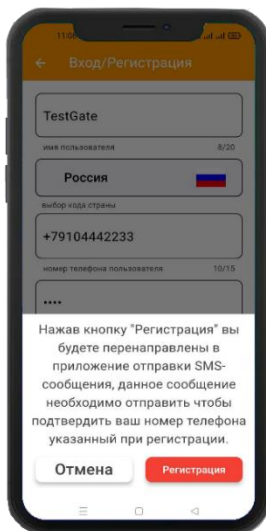 Вход/Регистрация
TestGate
имя пользователя 8/20
Россия
выбор кода страны
+79104442233
номер телефона пользователя 10/15
••••
Нажав кнопку "Регистрация" вы
будете перенаправлены в
приложение отправки SMS-
сообщения, данное сообщение
необходимо отправить чтобы
подтвердить ваш номер телефона
указанный при регистрации.
Отмена Регистрация